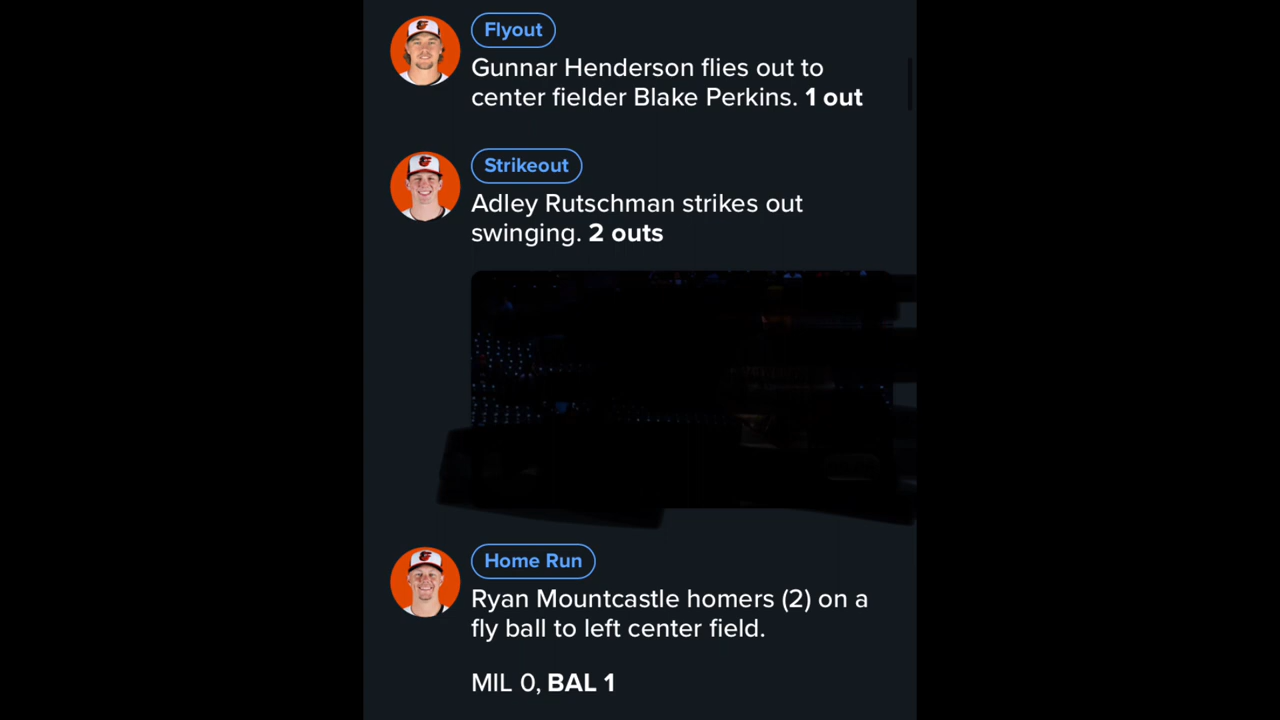 Flyout
Gunnar Henderson flies out to
center fielder Blake Perkins. 1 out
Strikeout
Adley Rutschman strikes out
swinging. 2 outs
Home Run
Ryan Mountcastle homers (2) on a
fly ball to left center field.
MIL 0, BAL 1